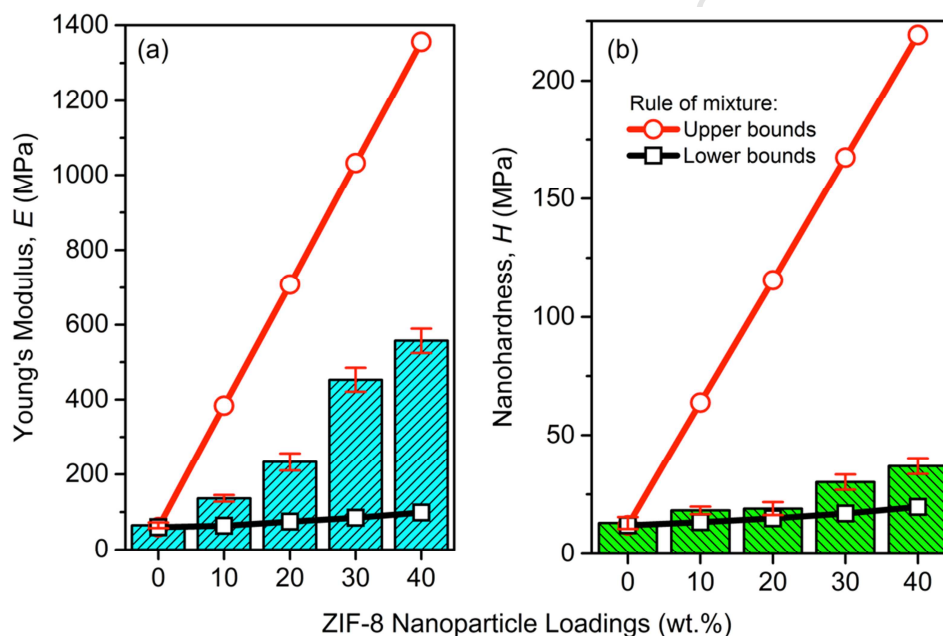 (a)
1400
1200
1000
800
600
400
200
0
Young's Modulus, E (MPa)
0 10 20 30 40
(b)
200
150
100
50
0
Nanohardness, H (MPa)
Rule of mixture:
Upper bounds
Lower bounds
0 10 20 30 40
ZIF-8 Nanoparticle Loadings (wt.%)